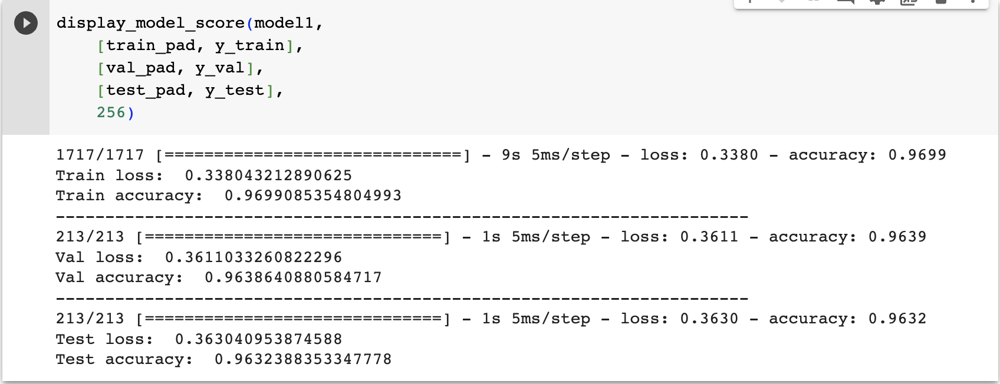 display_model_score(model1,
[train_pad, y_train],
[val_pad, y_val],
[test_pad, y_test],
256)
1717/1717 [==============================] - 9s 5ms/step - loss: 0.3380 - accuracy: 0.9699
Train loss:  0.338043212890625
Train accuracy:  0.9699085354804993
----------------------------------------------------------------------
213/213 [==============================] - 1s 5ms/step - loss: 0.3611 - accuracy: 0.9639
Val loss:  0.3611033260822296
Val accuracy:  0.9638640880584717
----------------------------------------------------------------------
213/213 [==============================] - 1s 5ms/step - loss: 0.3630 - accuracy: 0.9632
Test loss:  0.363040953874588
Test accuracy:  0.9632388353347778